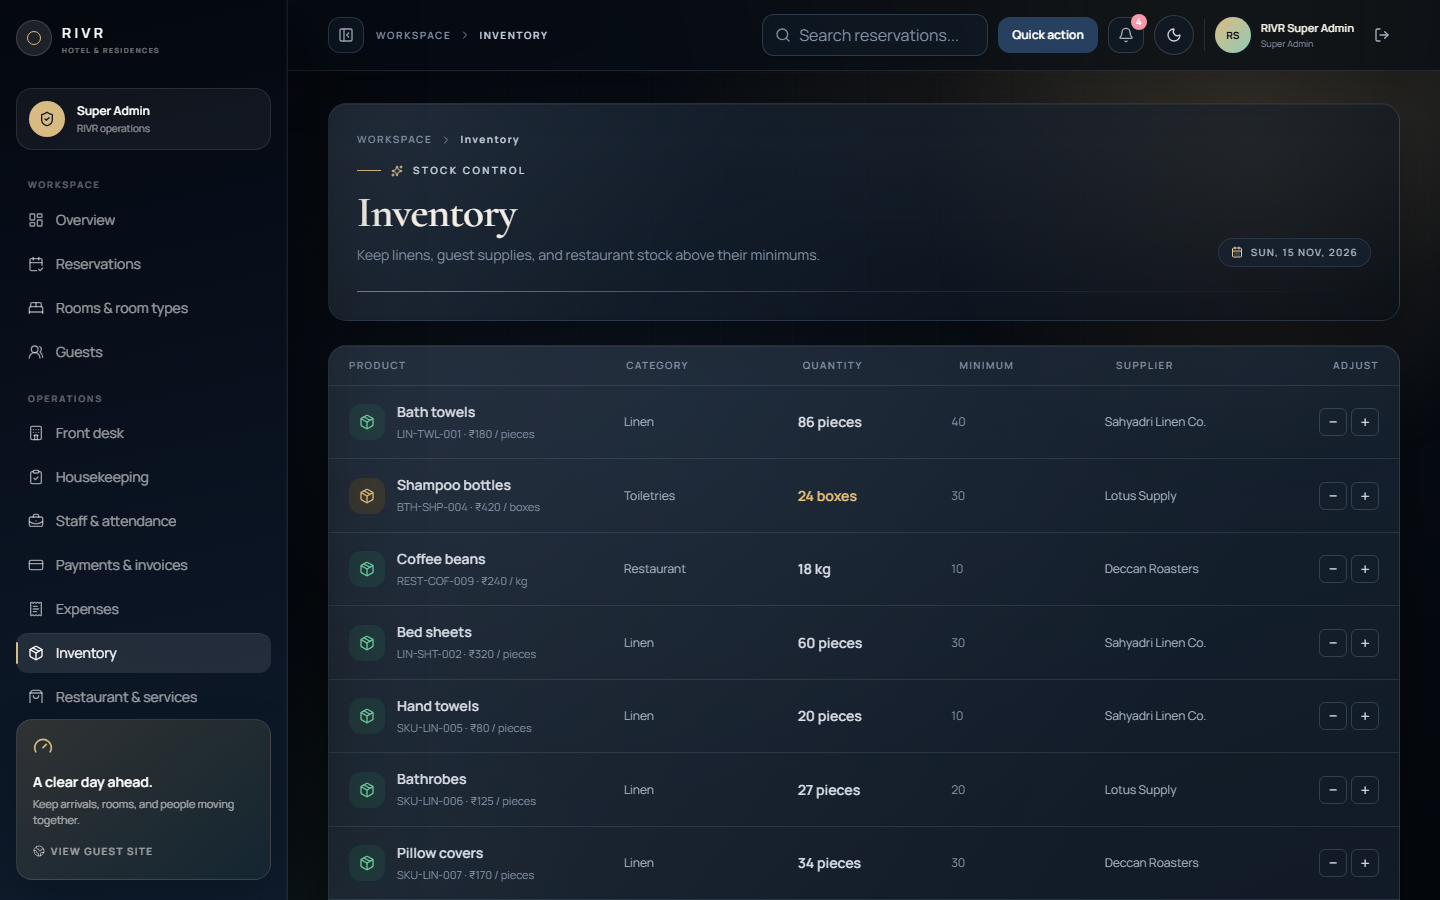 RIVR
HOTEL & RESIDENCES
Super Admin
RIVR operations
WORKSPACE
Overview
Reservations
Rooms & room types
Guests
OPERATIONS
Front desk
Housekeeping
Staff & attendance
Payments & invoices
Expenses
Inventory
Restaurant & services
A clear day ahead.
Keep arrivals, rooms, and people moving
together.
VIEW GUEST SITE
WORKSPACE > INVENTORY
Search reservations...
Quick action
4
RS
RIVR Super Admin
Super Admin
WORKSPACE > Inventory
STOCK CONTROL
Inventory
Keep linens, guest supplies, and restaurant stock above their minimums.
SUN, 15 NOV, 2026
PRODUCT CATEGORY QUANTITY MINIMUM SUPPLIER ADJUST
Bath towels
LIN-TWL-001 · ₹180 / pieces
Linen 86 pieces 40 Sahyadri Linen Co. − +
Shampoo bottles
BTH-SHP-004 · ₹420 / boxes
Toiletries 24 boxes 30 Lotus Supply − +
Coffee beans
REST-COF-009 · ₹240 / kg
Restaurant 18 kg 10 Deccan Roasters − +
Bed sheets
LIN-SHT-002 · ₹320 / pieces
Linen 60 pieces 30 Sahyadri Linen Co. − +
Hand towels
SKU-LIN-005 · ₹80 / pieces
Linen 20 pieces 10 Sahyadri Linen Co. − +
Bathrobes
SKU-LIN-006 · ₹125 / pieces
Linen 27 pieces 20 Lotus Supply − +
Pillow covers
SKU-LIN-007 · ₹170 / pieces
Linen 34 pieces 30 Deccan Roasters − +